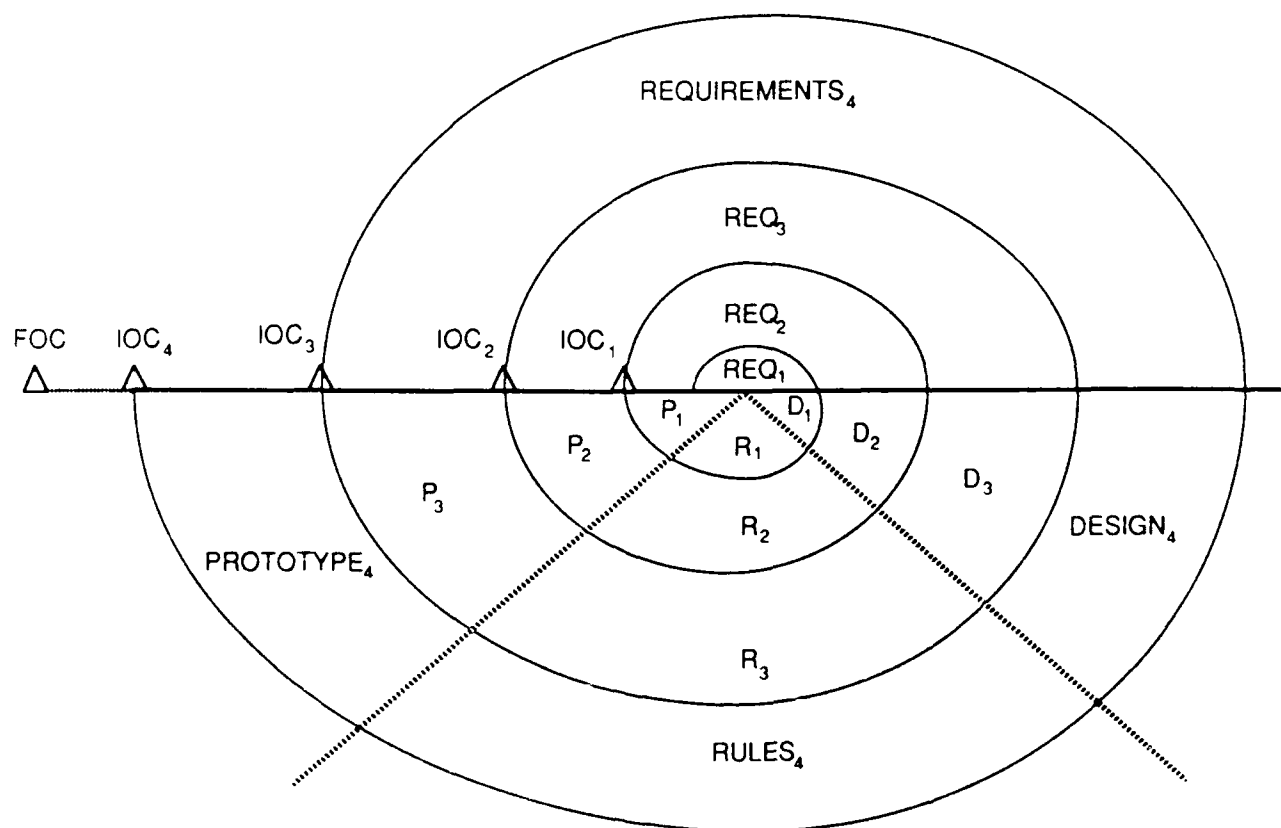 REQUIREMENTS₄
REQ₃
REQ₂
FOC IOC₄ IOC₃ IOC₂ IOC₁
REQ₁
P₁ D₁
P₂ R₁ D₂
P₃ D₃
R₂ DESIGN₄
PROTOTYPE₄
R₃
RULES₄